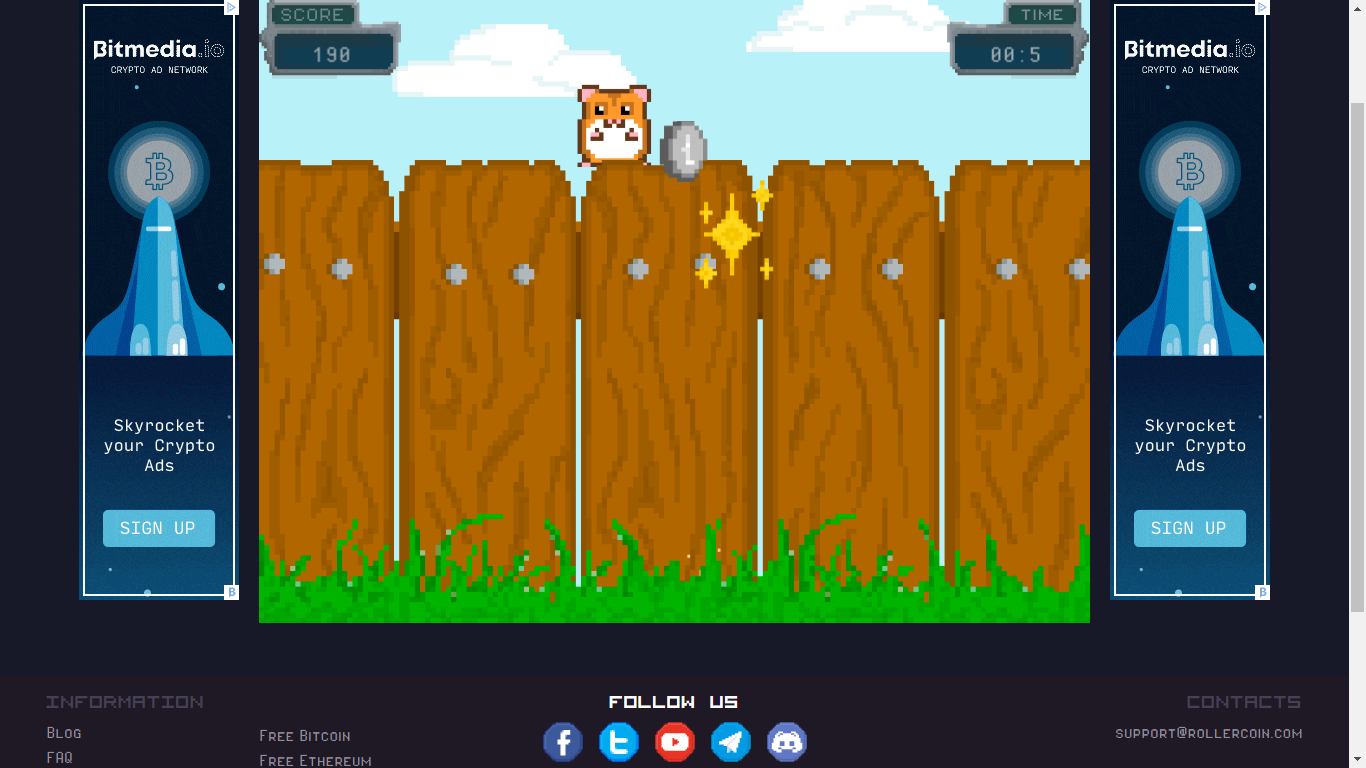 SCORE
190
TIME
00:5
Bitmedia.io
CRYPTO AD NETWORK
Skyrocket
your Crypto
Ads
SIGN UP
Bitmedia.io
CRYPTO AD NETWORK
Skyrocket
your Crypto
Ads
SIGN UP
INFORMATION
Blog
FAQ
Free Bitcoin
Free Ethereum
FOLLOW US
CONTACTS
support@rollercoin.com